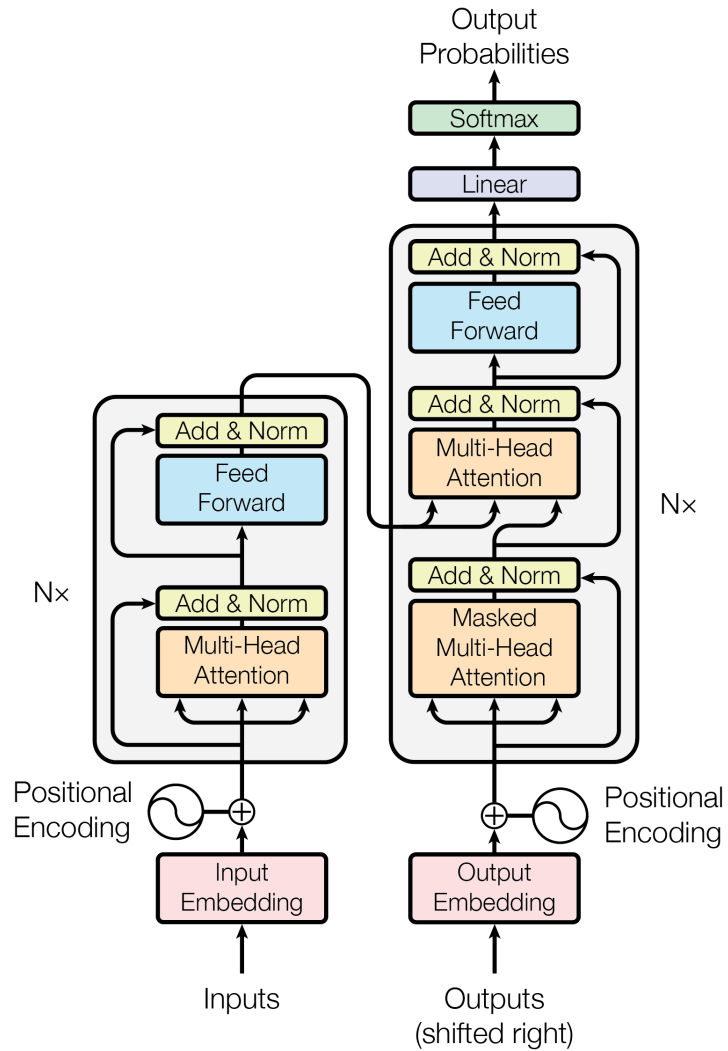 Output
Probabilities
Softmax
Linear
Add & Norm
Feed
Forward
Add & Norm
Multi-Head
Attention
Add & Norm
Masked
Multi-Head
Attention
Nx
Add & Norm
Feed
Forward
Add & Norm
Multi-Head
Attention
Nx
Positional
Encoding
Positional
Encoding
Input
Embedding
Output
Embedding
Inputs
Outputs
(shifted right)